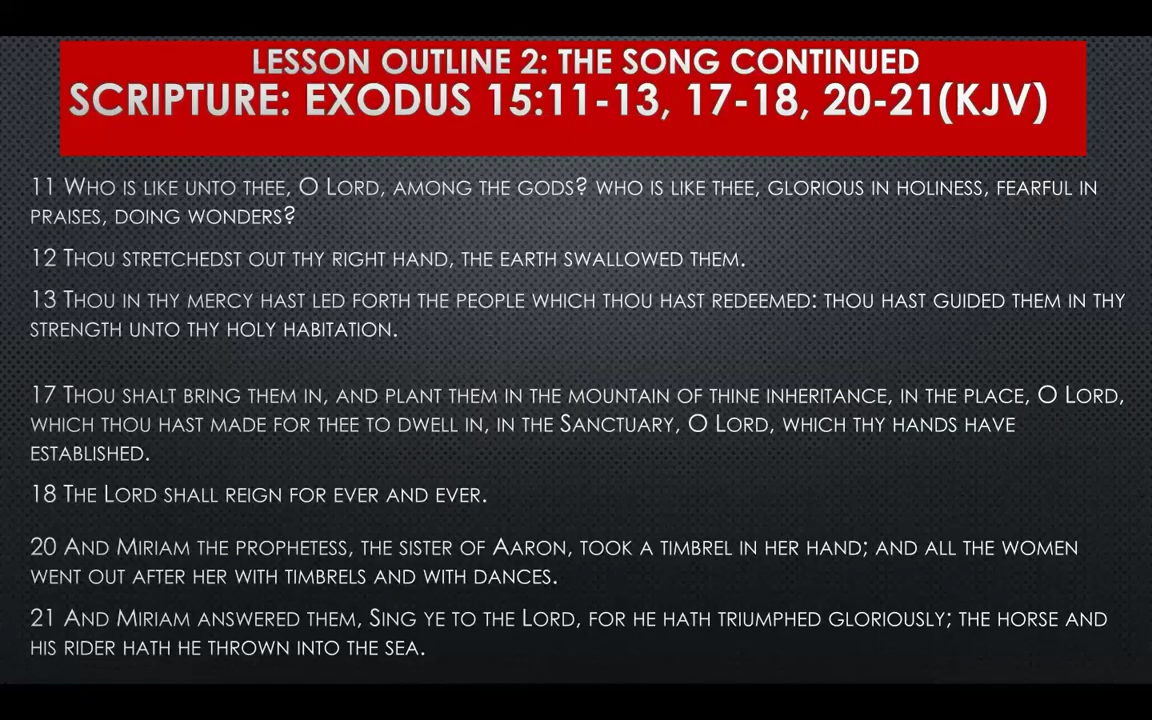 LESSON OUTLINE 2: THE SONG CONTINUED
SCRIPTURE: EXODUS 15:11-13, 17-18, 20-21(KJV)
11 Who is like unto thee, O Lord, among the gods? who is like thee, glorious in holiness, fearful in
praises, doing wonders?
12 Thou stretchedst out thy right hand, the earth swallowed them.
13 Thou in thy mercy hast led forth the people which thou hast redeemed: thou hast guided them in thy
strength unto thy holy habitation.
17 Thou shalt bring them in, and plant them in the mountain of thine inheritance, in the place, O Lord,
which thou hast made for thee to dwell in, in the Sanctuary, O Lord, which thy hands have
established.
18 The Lord shall reign for ever and ever.
20 And Miriam the prophetess, the sister of Aaron, took a timbrel in her hand; and all the women
went out after her with timbrels and with dances.
21 And Miriam answered them, Sing ye to the Lord, for he hath triumphed gloriously; the horse and
his rider hath he thrown into the sea.